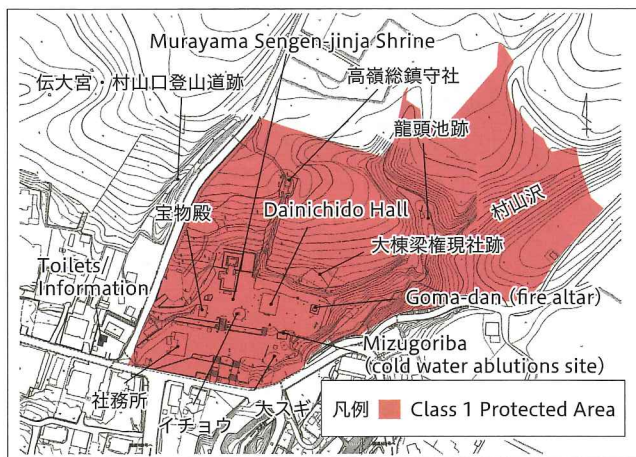 Murayama Sengen-jinja Shrine
伝大宮・村山口登山道跡
高嶺総鎮守社
龍頭池跡
村山沢
宝物殿
Dainichido Hall
大棟梁権現社跡
Toilets/
Information
Goma-dan (fire altar)
Mizugoriba
(cold water ablutions site)
社務所
イチョウ
大スギ
凡例 Class 1 Protected Area